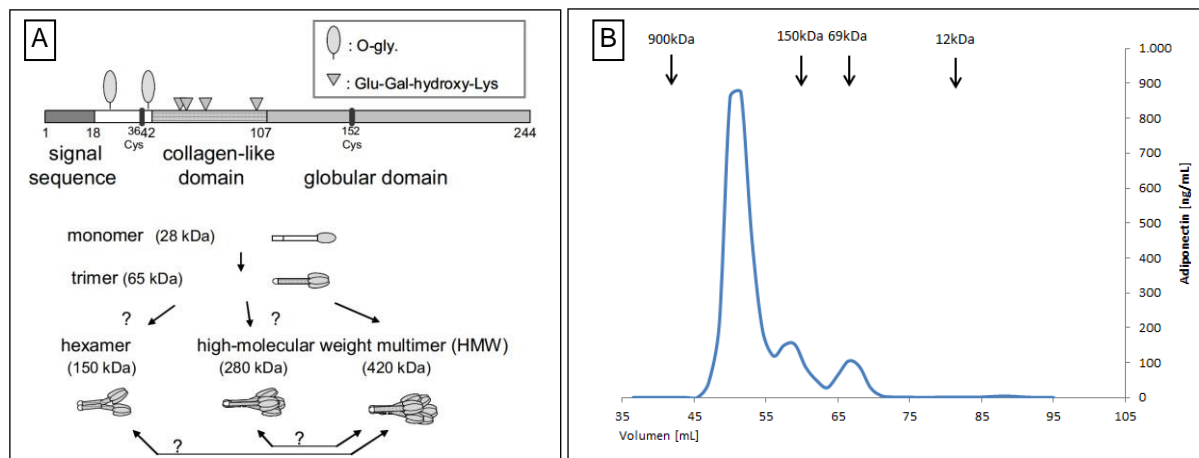 A
: O-gly.
: Glu-Gal-hydroxy-Lys
1 18 36 42 107 152 244
Cys Cys
signal sequence
collagen-like domain
globular domain
monomer (28 kDa)
trimer (65 kDa)
? ?
hexamer high-molecular weight multimer (HMW)
(150 kDa) (280 kDa) (420 kDa)
?
?
B
900kDa 150kDa 69kDa 12kDa
1.000
900
800
700
600
500
400
300
200
100
0
Adiponectin [ng/mL]
35 45 55 65 75 85 95 105
Volumen [mL]